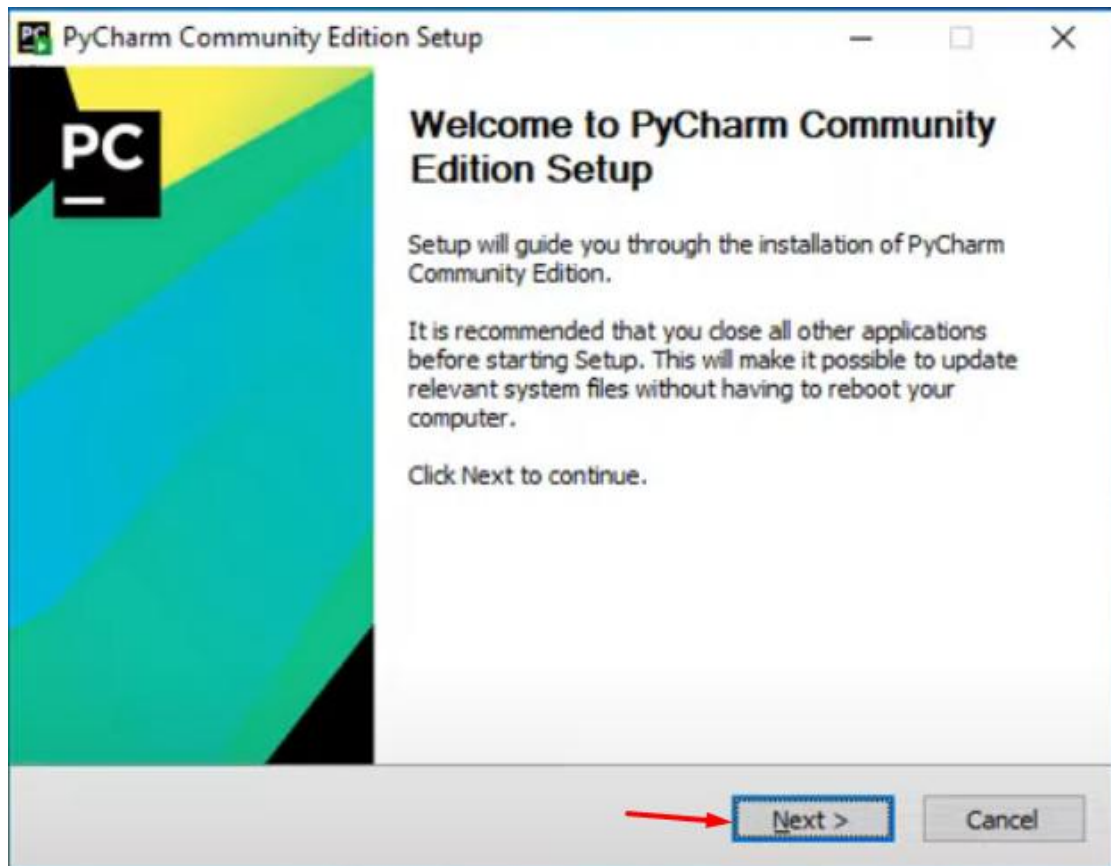 PyCharm Community Edition Setup
PC
Welcome to PyCharm Community
Edition Setup
Setup will guide you through the installation of PyCharm
Community Edition.
It is recommended that you close all other applications
before starting Setup. This will make it possible to update
relevant system files without having to reboot your
computer.
Click Next to continue.
Next >
Cancel